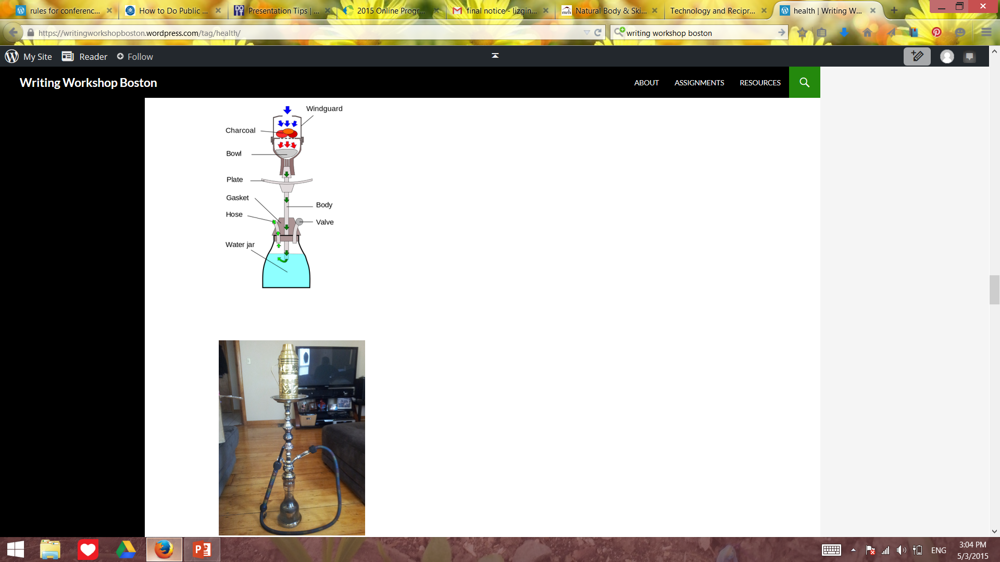 rules for conferenc...
How to Do Public ...
Presentation Tips | ...
2015 Online Progr...
final notice - lizgin...
Natural Body & Ski...
Technology and Recipr...
health | Writing W...
https://writingworkshopboston.wordpress.com/tag/health/
writing workshop boston
My Site
Reader
Follow
Writing Workshop Boston
ABOUT
ASSIGNMENTS
RESOURCES
Windguard
Charcoal
Bowl
Plate
Gasket
Body
Hose
Valve
Water jar
ENG
3:04 PM
5/3/2015